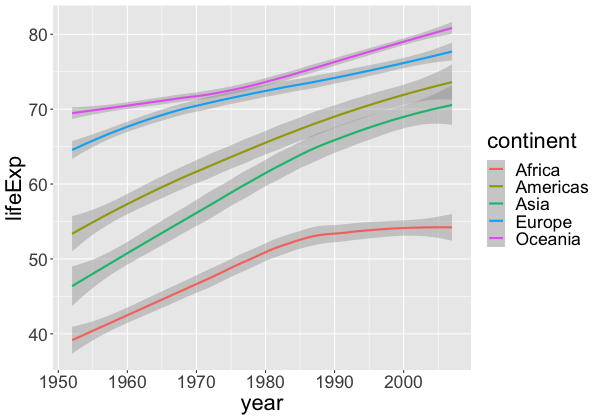 80
70
60
50
40
lifeExp
1950 1960 1970 1980 1990 2000
year
continent
Africa
Americas
Asia
Europe
Oceania